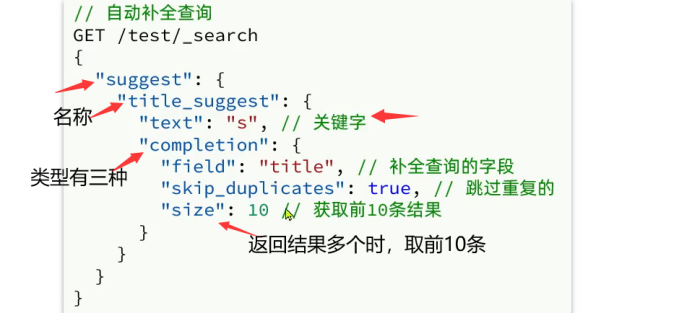 // 自动补全查询
GET /test/_search
{
"suggest": {
名称
"title_suggest": {
"text": "s", // 关键字
"completion": {
类型有三种
"field": "title", // 补全查询的字段
"skip_duplicates": true, // 跳过重复的
"size": 10 // 获取前10条结果
}
返回结果多个时，取前10条
}
}
}